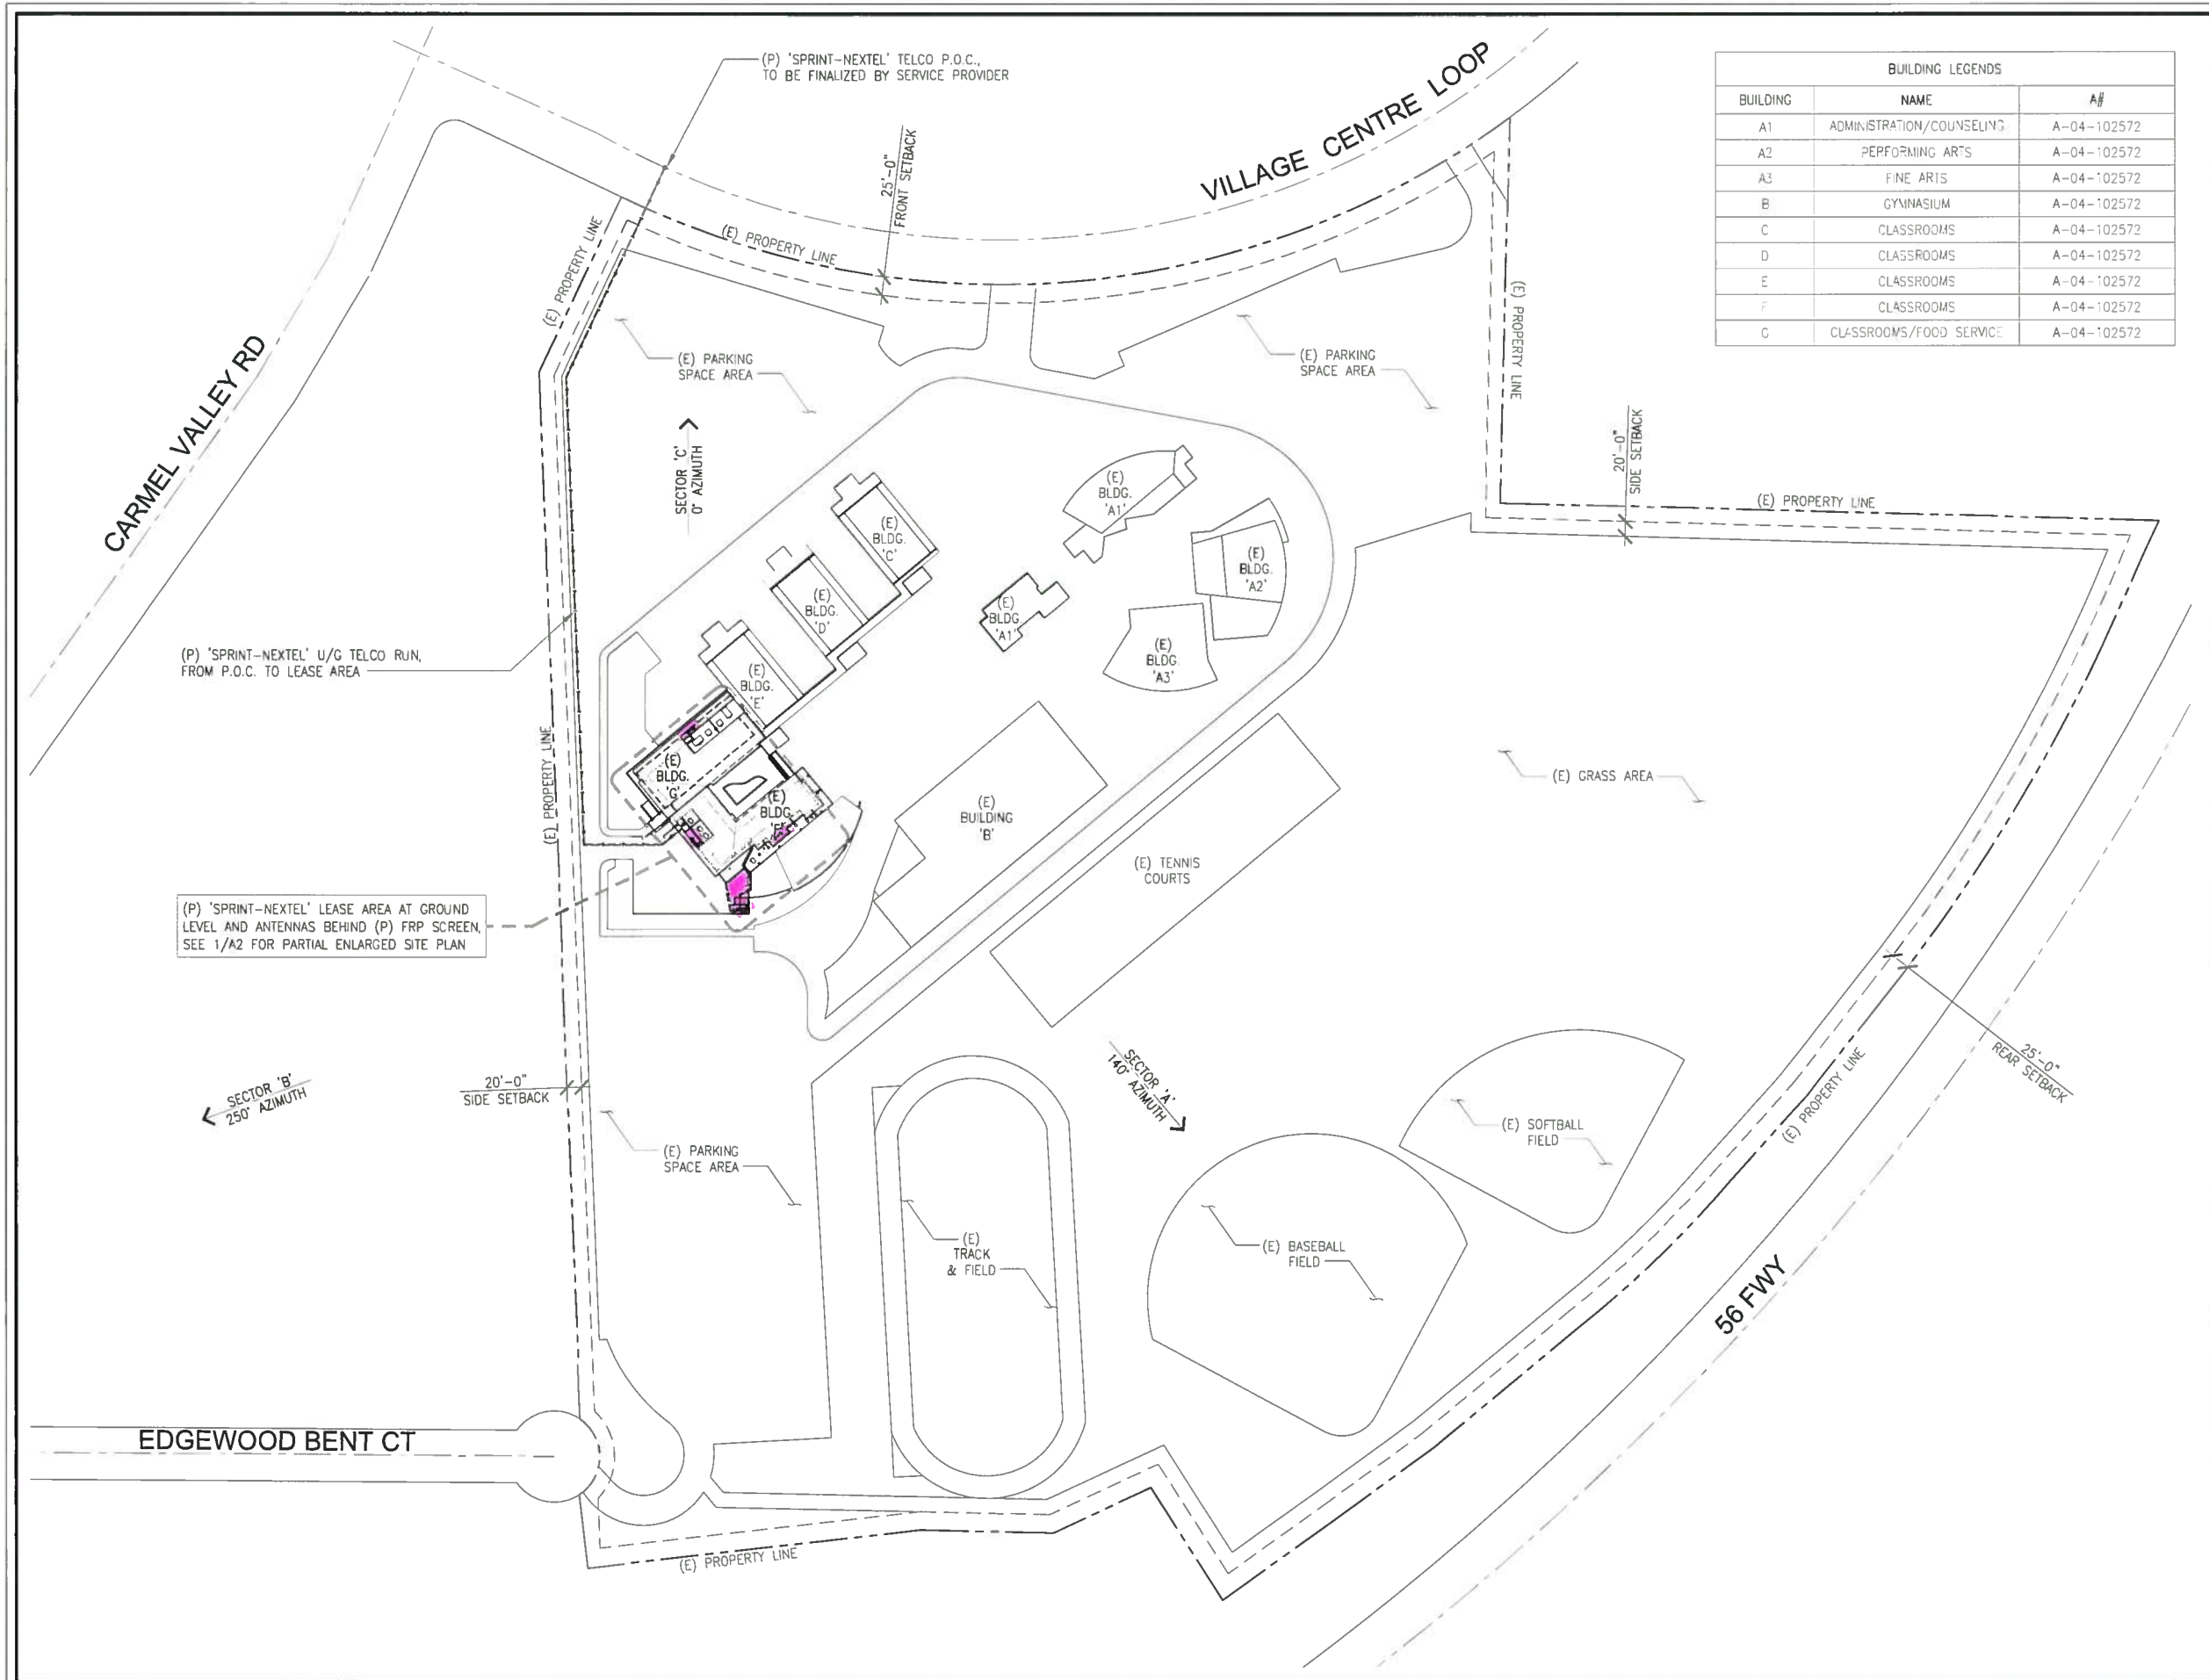 (P) 'SPRINT-NEXTEL' TELCO P.O.C.,
TO BE FINALIZED BY SERVICE PROVIDER
VILLAGE CENTRE LOOP
25'-0"
FRONT SETBACK
BUILDING LEGENDS
BUILDING NAME A#
A1 ADMINISTRATION/COUNSELING A-04-102572
A2 PERFORMING ARTS A-04-102572
A3 FINE ARTS A-04-102572
B GYMNASIUM A-04-102572
C CLASSROOMS A-04-102572
D CLASSROOMS A-04-102572
E CLASSROOMS A-04-102572
F CLASSROOMS A-04-102572
G CLASSROOMS/FOOD SERVICE A-04-102572
(E) PROPERTY LINE
(E) PROPERTY LINE
(E) PROPERTY LINE
CARMEL VALLEY RD
(E) PARKING
SPACE AREA
(E) PARKING
SPACE AREA
SECTOR 'C'
0° AZIMUTH
20'-0"
SIDE SETBACK
(E) PROPERTY LINE
(E)
BLDG.
'A1'
(E)
BLDG.
'C'
(E)
BLDG.
'A2'
(E)
BLDG.
'D'
(E)
BLDG.
'A1'
(E)
BLDG.
'A3'
(P) 'SPRINT-NEXTEL' U/G TELCO RUN,
FROM P.O.C. TO LEASE AREA
(E)
BLDG.
'E'
(E)
BLDG.
'G'
(E)
BLDG.
'F'
(E) PROPERTY LINE
(E)
BUILDING
'B'
(E) GRASS AREA
(E) TENNIS
COURTS
(P) 'SPRINT-NEXTEL' LEASE AREA AT GROUND
LEVEL AND ANTENNAS BEHIND (P) FRP SCREEN,
SEE 1/A2 FOR PARTIAL ENLARGED SITE PLAN
SECTOR 'B'
250° AZIMUTH
20'-0"
SIDE SETBACK
SECTOR 'A'
140° AZIMUTH
25'-0"
REAR SETBACK
(E) PROPERTY LINE
(E) SOFTBALL
FIELD
(E) PARKING
SPACE AREA
(E)
TRACK
& FIELD
(E) BASEBALL
FIELD
56 FWY
EDGEWOOD BENT CT
(E) PROPERTY LINE